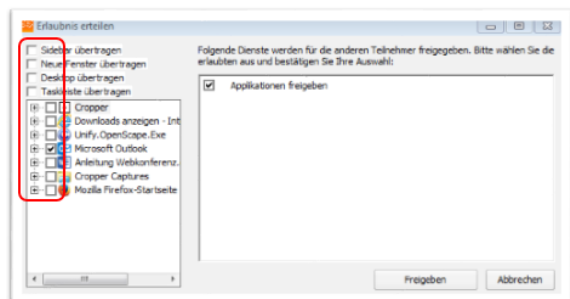 Erlaubnis erteilen
Sidebar übertragen
Neue Fenster übertragen
Desktop übertragen
Taskleiste übertragen
Cropper
Downloads anzeigen - Int
Unify.OpenScape.Exe
Microsoft Outlook
Anleitung Webkonferenz.
Cropper Captures
Mozilla Firefox-Startseite
Folgende Dienste werden für die anderen Teilnehmer freigegeben. Bitte wählen Sie die
erlaubten aus und bestätigen Sie Ihre Auswahl:
Applikationen freigeben
Freigeben
Abbrechen